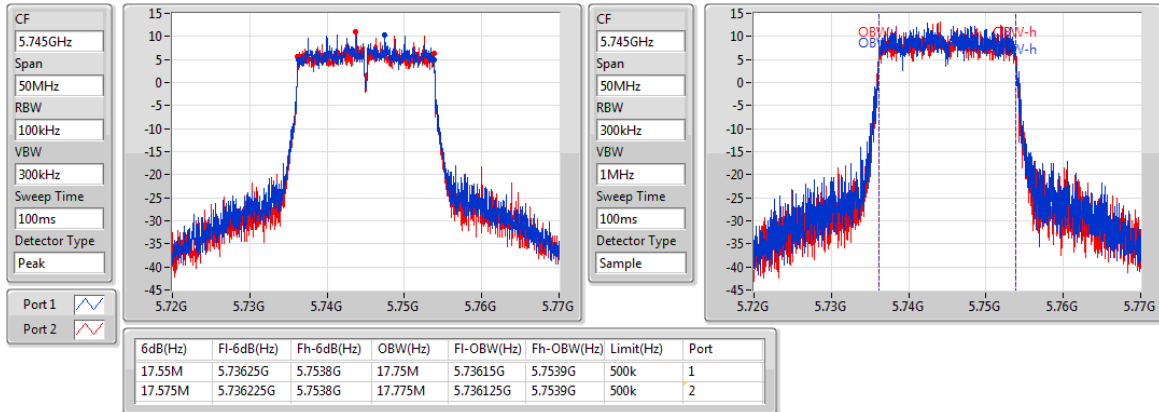 CF
5.745GHz
Span
50MHz
RBW
100kHz
VBW
300kHz
Sweep Time
100ms
Detector Type
Peak
Port 1
Port 2
15
10
5
0
-5
-10
-15
-20
-25
-30
-35
-40
-45
5.72G 5.73G 5.74G 5.75G 5.76G 5.77G
CF
5.745GHz
Span
50MHz
RBW
300kHz
VBW
1MHz
Sweep Time
100ms
Detector Type
Sample
15
10
5
0
-5
-10
-15
-20
-25
-30
-35
-40
-45
OBW-h
5.72G 5.73G 5.74G 5.75G 5.76G 5.77G
6dB(Hz) Fl-6dB(Hz) Fh-6dB(Hz) OBW(Hz) Fl-OBW(Hz) Fh-OBW(Hz) Limit(Hz) Port
17.55M 5.73625G 5.7538G 17.75M 5.73615G 5.7539G 500k 1
17.575M 5.736225G 5.7538G 17.775M 5.736125G 5.7539G 500k 2